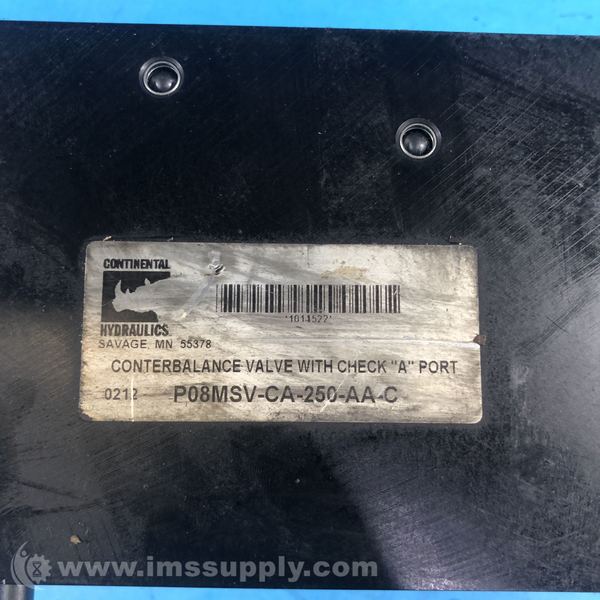 CONTINENTAL
HYDRAULICS
SAVAGE, MN 55378
'1011522'
CONTERBALANCE VALVE WITH CHECK "A" PORT
0212 P08MSV-CA-250-AA-C
www.imssupply.com